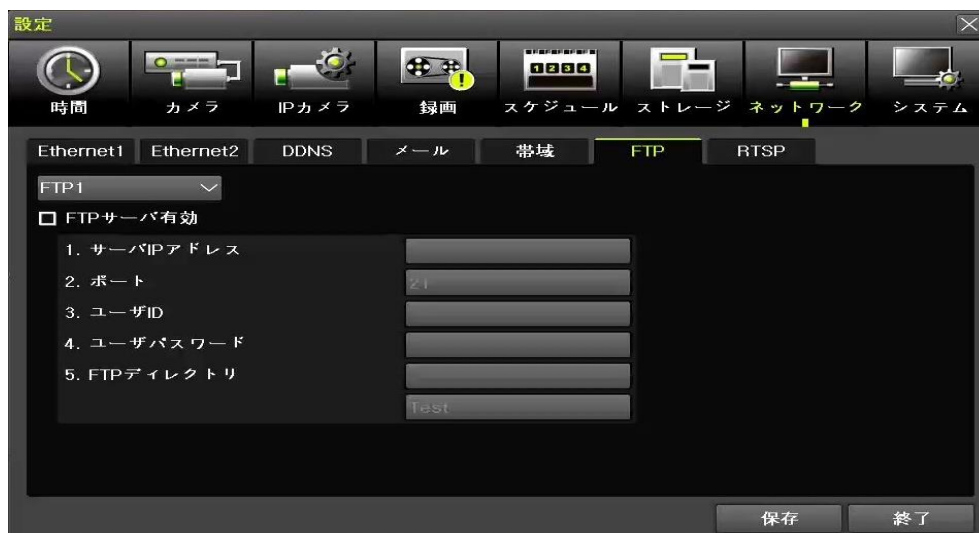 設定
時間 カメラ IPカメラ 録画 1 2 3 4 スケジュール ストレージ ネットワーク システム
Ethernet1 Ethernet2 DDNS メール 帯域 FTP RTSP
FTP1
FTPサーバ有効
1. サーバIPアドレス
2. ポート 21
3. ユーザID
4. ユーザパスワード
5. FTPディレクトリ
Test
保存 終了